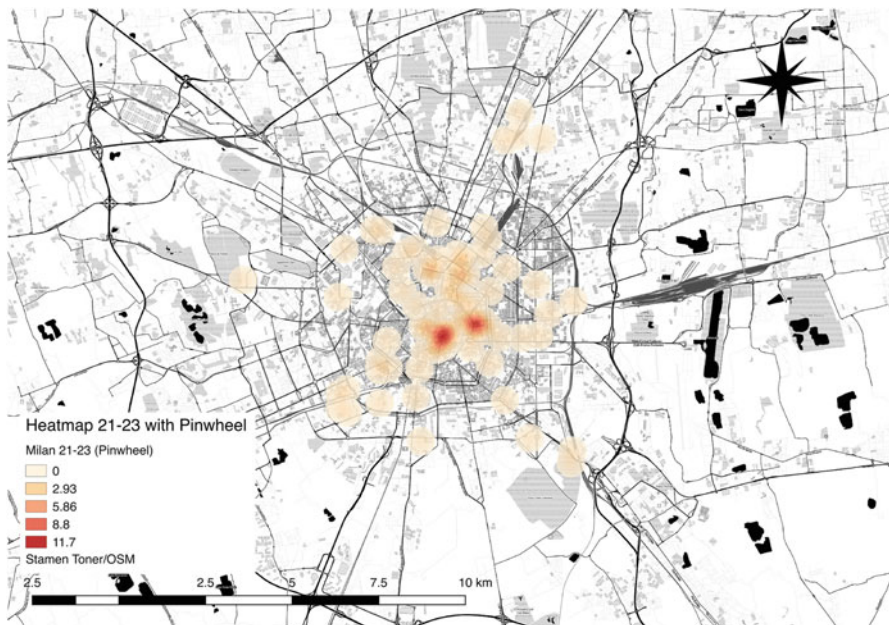 Heatmap 21-23 with Pinwheel
Milan 21-23 (Pinwheel)
0
2.93
5.86
8.8
11.7
Stamen Toner/OSM
2.5 0 2.5 5 7.5 10 km